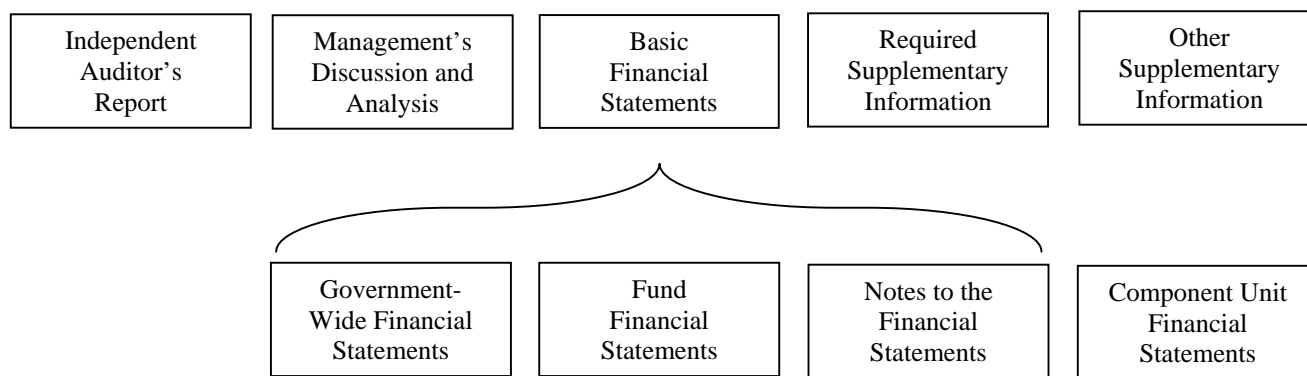 Independent
Auditor’s
Report
Management’s
Discussion and
Analysis
Basic
Financial
Statements
Required
Supplementary
Information
Other
Supplementary
Information
Government-
Wide Financial
Statements
Fund
Financial
Statements
Notes to the
Financial
Statements
Component Unit
Financial
Statements